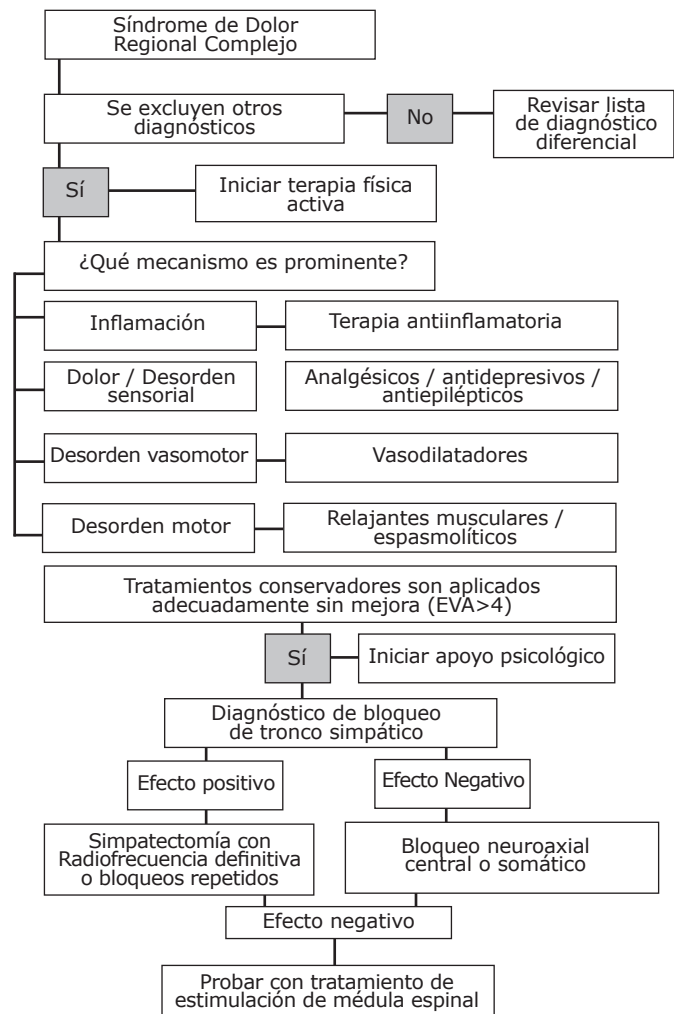 Síndrome de Dolor
Regional Complejo
Se excluyen otros
diagnósticos
No
Revisar lista
de diagnóstico
diferencial
Sí
Iniciar terapia física
activa
¿Qué mecanismo es prominente?
Inflamación
Terapia antiinflamatoria
Dolor / Desorden
sensorial
Analgésicos / antidepresivos /
antiepilépticos
Desorden vasomotor
Vasodilatadores
Desorden motor
Relajantes musculares /
espasmolíticos
Tratamientos conservadores son aplicados
adecuadamente sin mejora (EVA>4)
Sí
Iniciar apoyo psicológico
Diagnóstico de bloqueo
de tronco simpático
Efecto positivo
Efecto Negativo
Simpatectomía con
Radiofrecuencia definitiva
o bloqueos repetidos
Bloqueo neuroaxial
central o somático
Efecto negativo
Probar con tratamiento de
estimulación de médula espinal